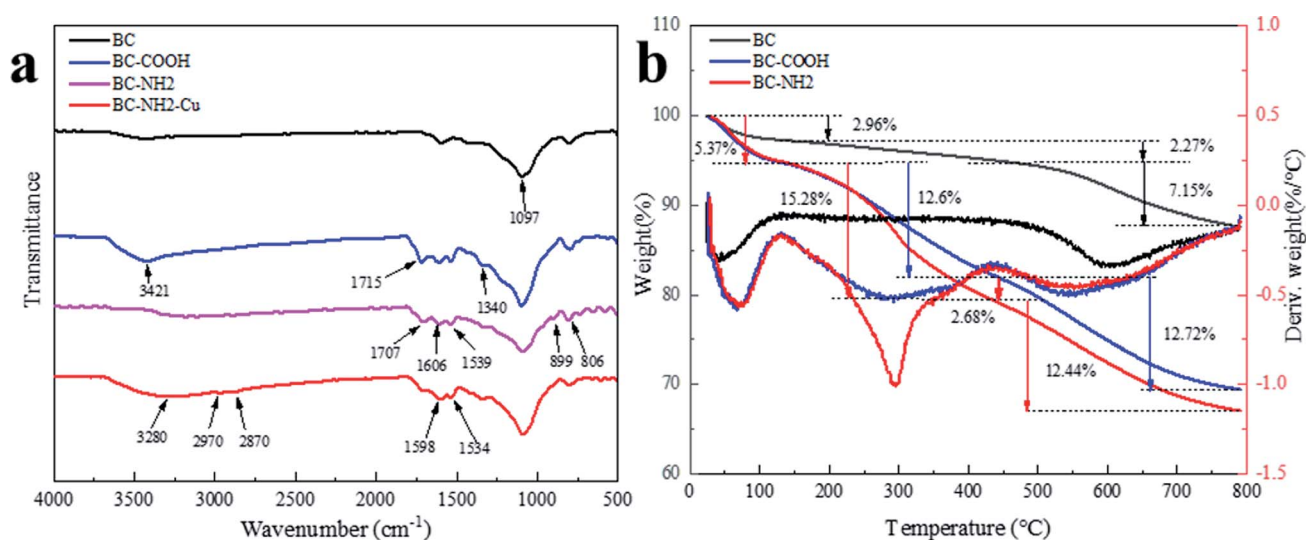 a
BC
BC-COOH
BC-NH2
BC-NH2-Cu
1097
3421
1715
1340
1707
1606
1539
899
806
3280
2970
2870
1598
1534
Transmittance
4000 3500 3000 2500 2000 1500 1000 500
Wavenumber (cm-1)
b
BC
BC-COOH
BC-NH2
100
90
80
70
60
Weight(%)
2.96%
5.37%
2.27%
7.15%
15.28%
12.6%
2.68%
12.72%
12.44%
1.0
0.5
0.0
-0.5
-1.0
-1.5
Deriv. weight(%/°C)
0 100 200 300 400 500 600 700 800
Temperature (°C)